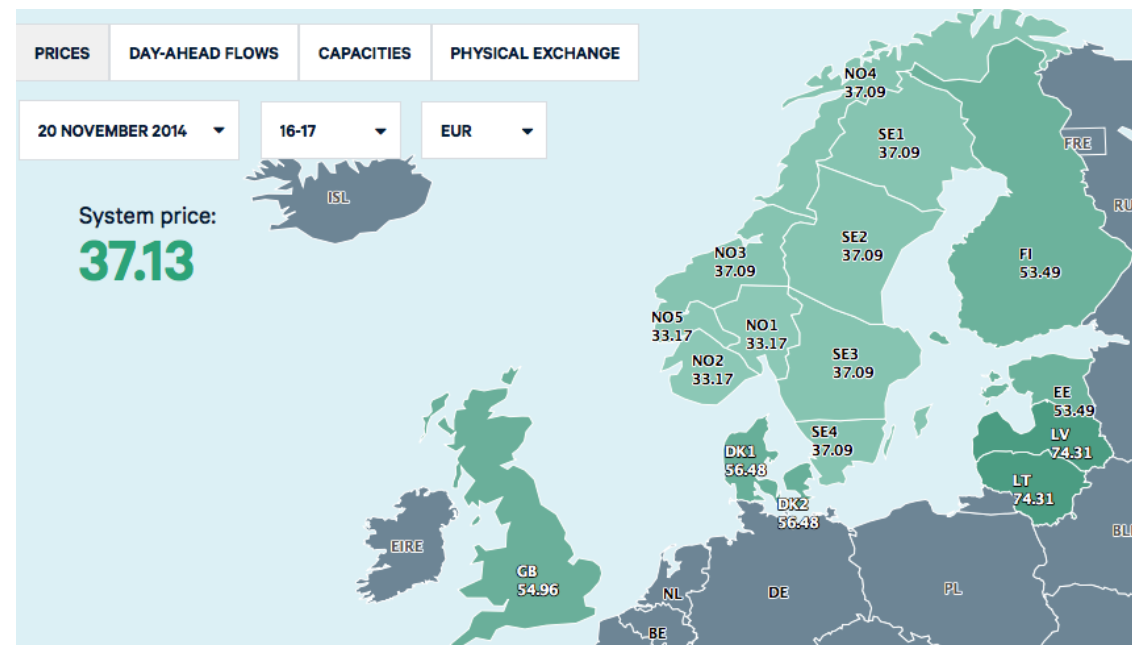 PRICES
DAY-AHEAD FLOWS
CAPACITIES
PHYSICAL EXCHANGE
20 NOVEMBER 2014
16-17
EUR
System price:
37.13
ISL
NO4
37.09
SE1
37.09
FRE
RU
SE2
37.09
NO3
37.09
FI
53.49
NO5
33.17
NO1
33.17
NO2
33.17
SE3
37.09
EE
53.49
SE4
37.09
LV
74.31
DK1
56.48
LT
74.31
DK2
56.48
BL
EIRE
GB
54.96
NL
DE
PL
BE